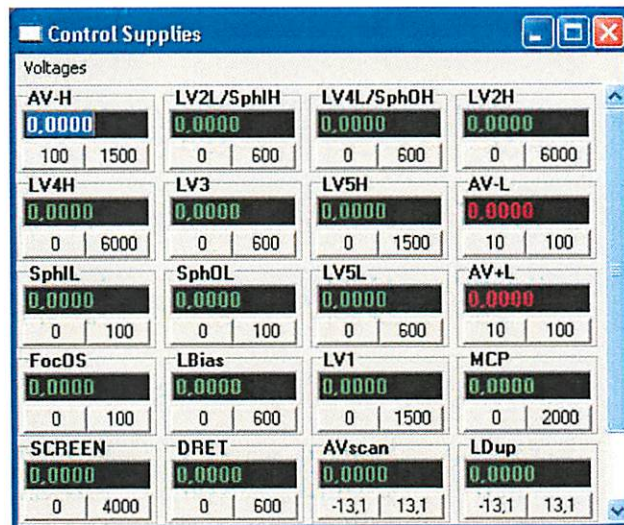 Control Supplies
Voltages
AV-H LV2L/SphIH LV4L/SphOH LV2H
0,0000 0,0000 0,0000 0,0000
100 1500 0 600 0 600 0 6000
LV4H LV3 LV5H AV-L
0,0000 0,0000 0,0000 0,0000
0 6000 0 600 0 1500 10 100
SphIL SphOL LV5L AV+L
0,0000 0,0000 0,0000 0,0000
0 100 0 100 0 600 10 100
FocOS LBias LV1 MCP
0,0000 0,0000 0,0000 0,0000
0 100 0 600 0 1500 0 2000
SCREEN DRET AVscan LDup
0,0000 0,0000 0,0000 0,0000
0 4000 0 600 -13,1 13,1 -13,1 13,1